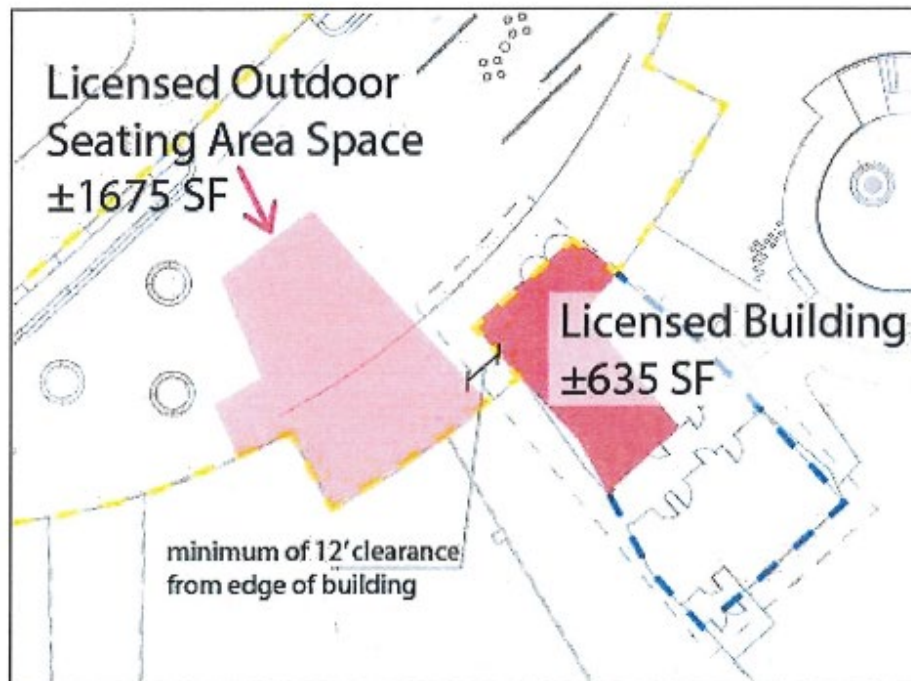 Licensed Outdoor
Seating Area Space
±1675 SF
Licensed Building
±635 SF
minimum of 12' clearance
from edge of building